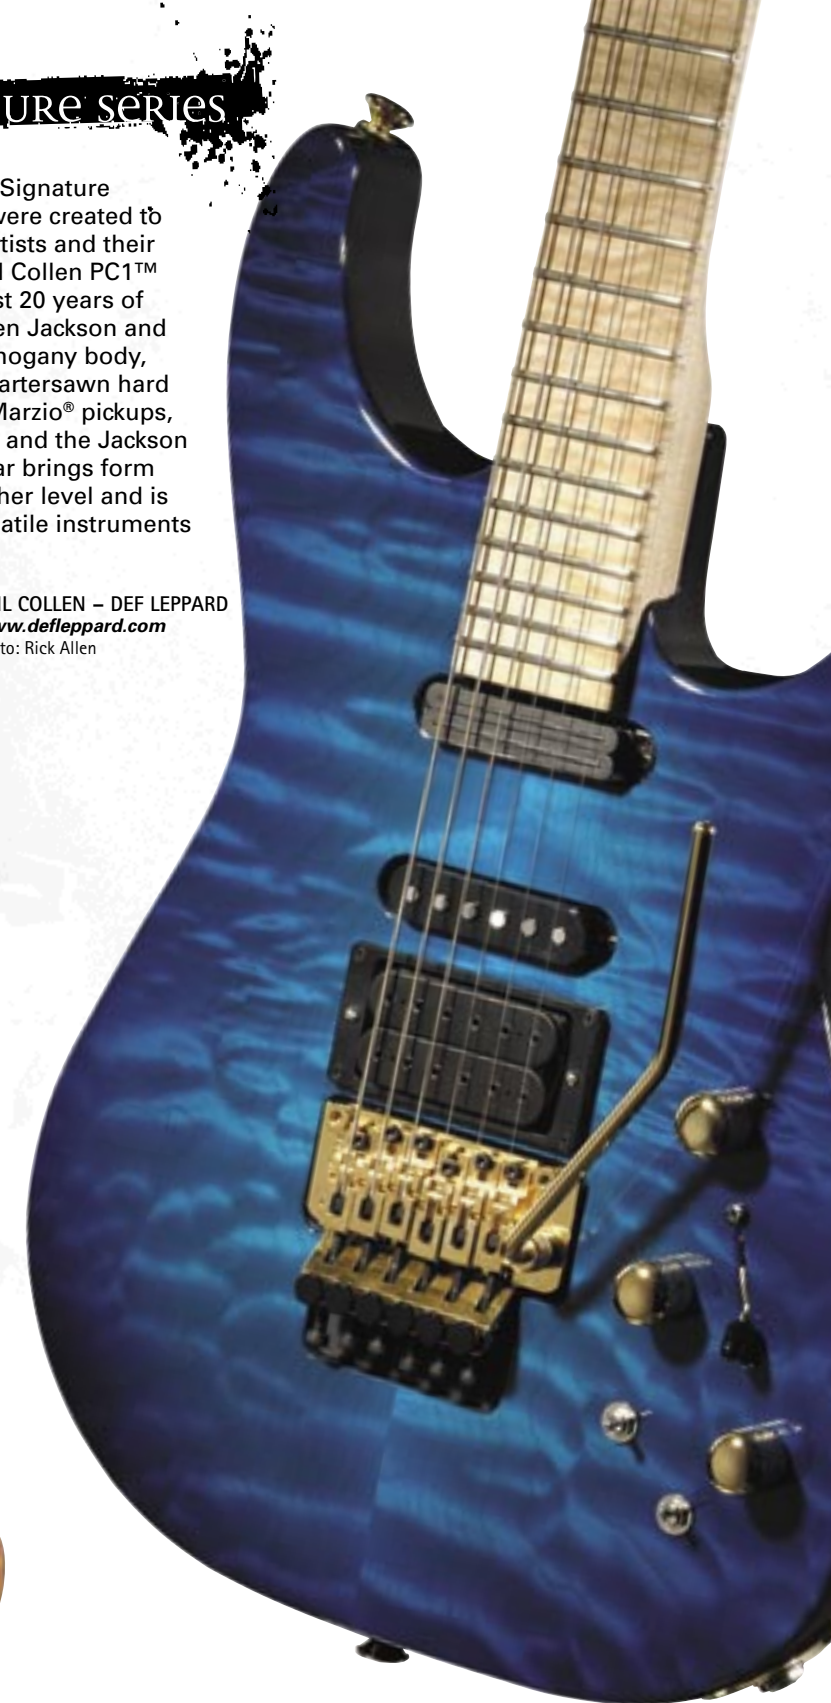 URE SERIES
Signature
were created to
tists and their
l Collen PC1™
st 20 years of
en Jackson and
hogany body,
artersawn hard
Marzio® pickups,
and the Jackson
ar brings form
her level and is
atile instruments
IL COLLEN – DEF LEPPARD
ww.defleppard.com
to: Rick Allen